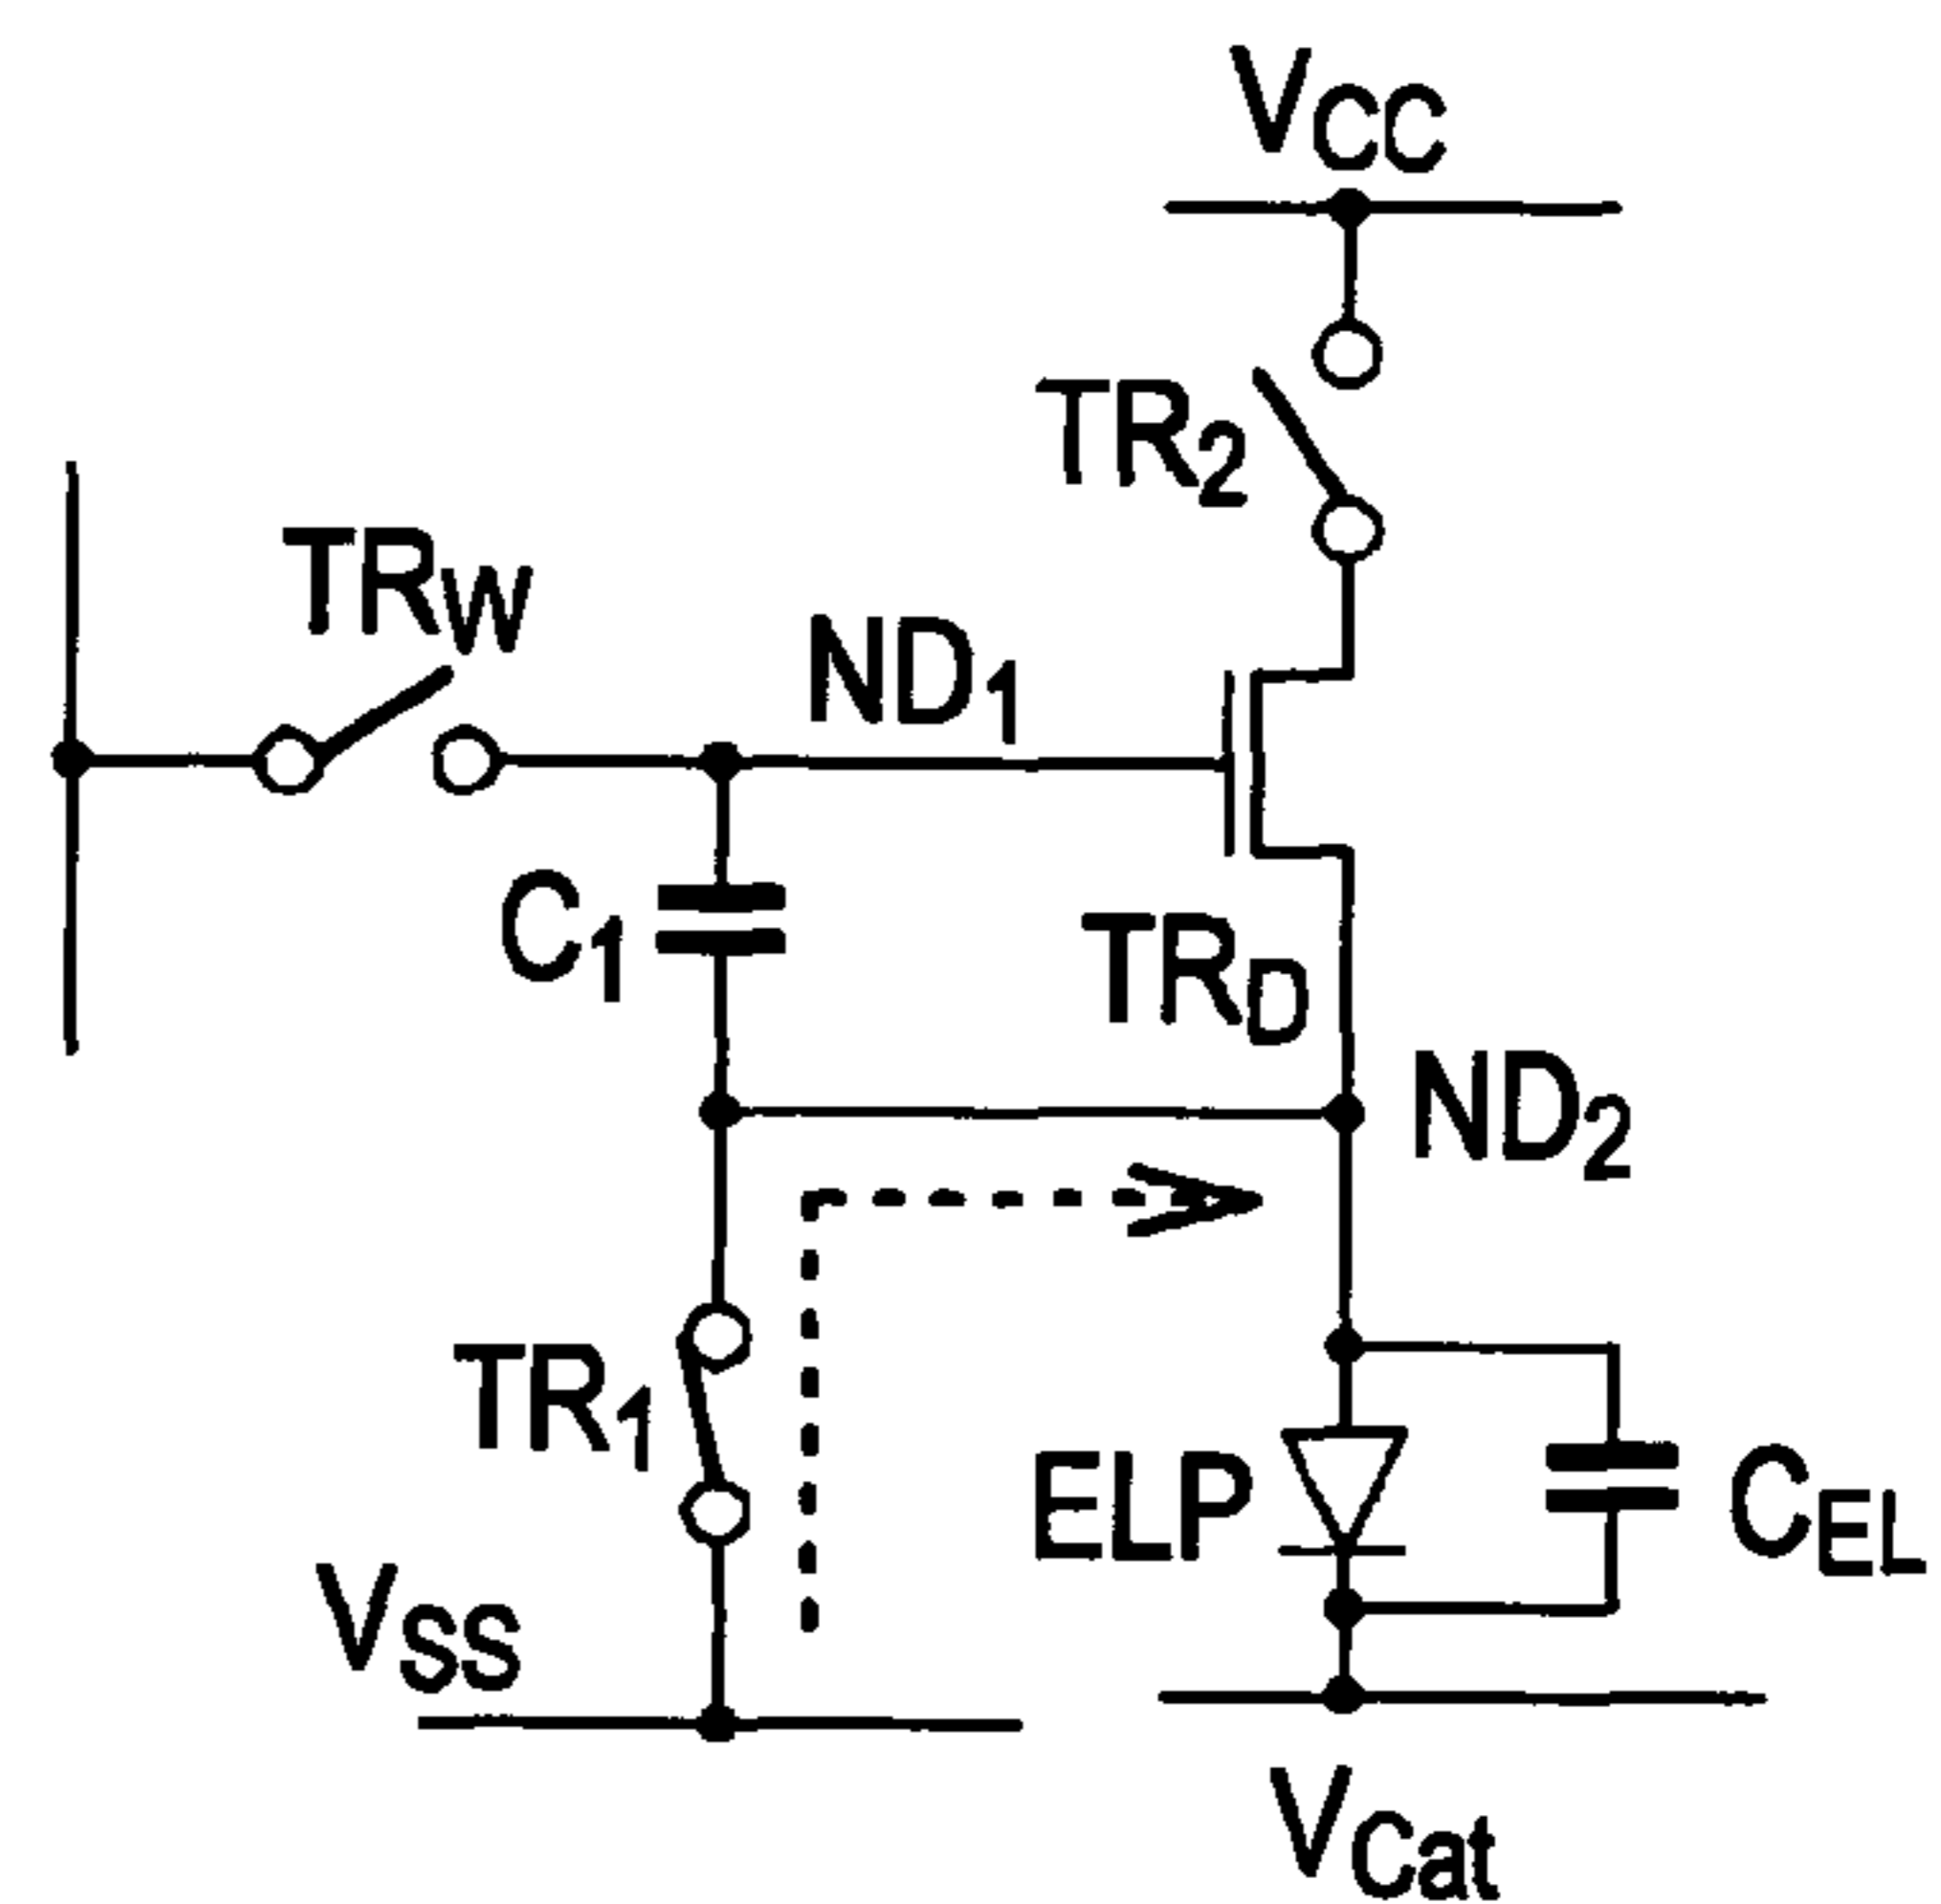 VCC
TR2
TRW
ND1
C1
TRD
ND2
TR1
ELP
CEL
VSS
VCat